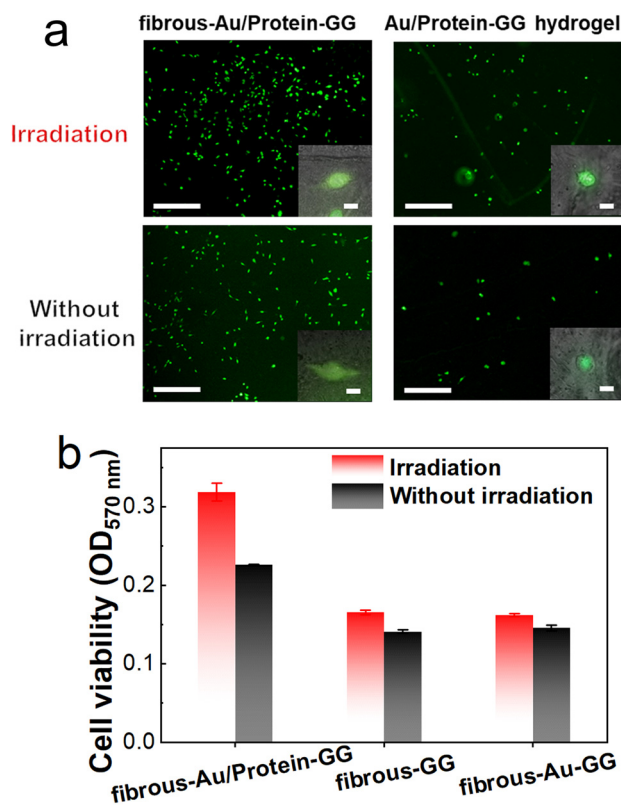 a
fibrous-Au/Protein-GG
Au/Protein-GG hydrogel
Irradiation
Without
irradiation
b
Irradiation
Without irradiation
Cell viability (OD570 nm)
0.3
0.2
0.1
0.0
fibrous-Au/Protein-GG
fibrous-GG
fibrous-Au-GG